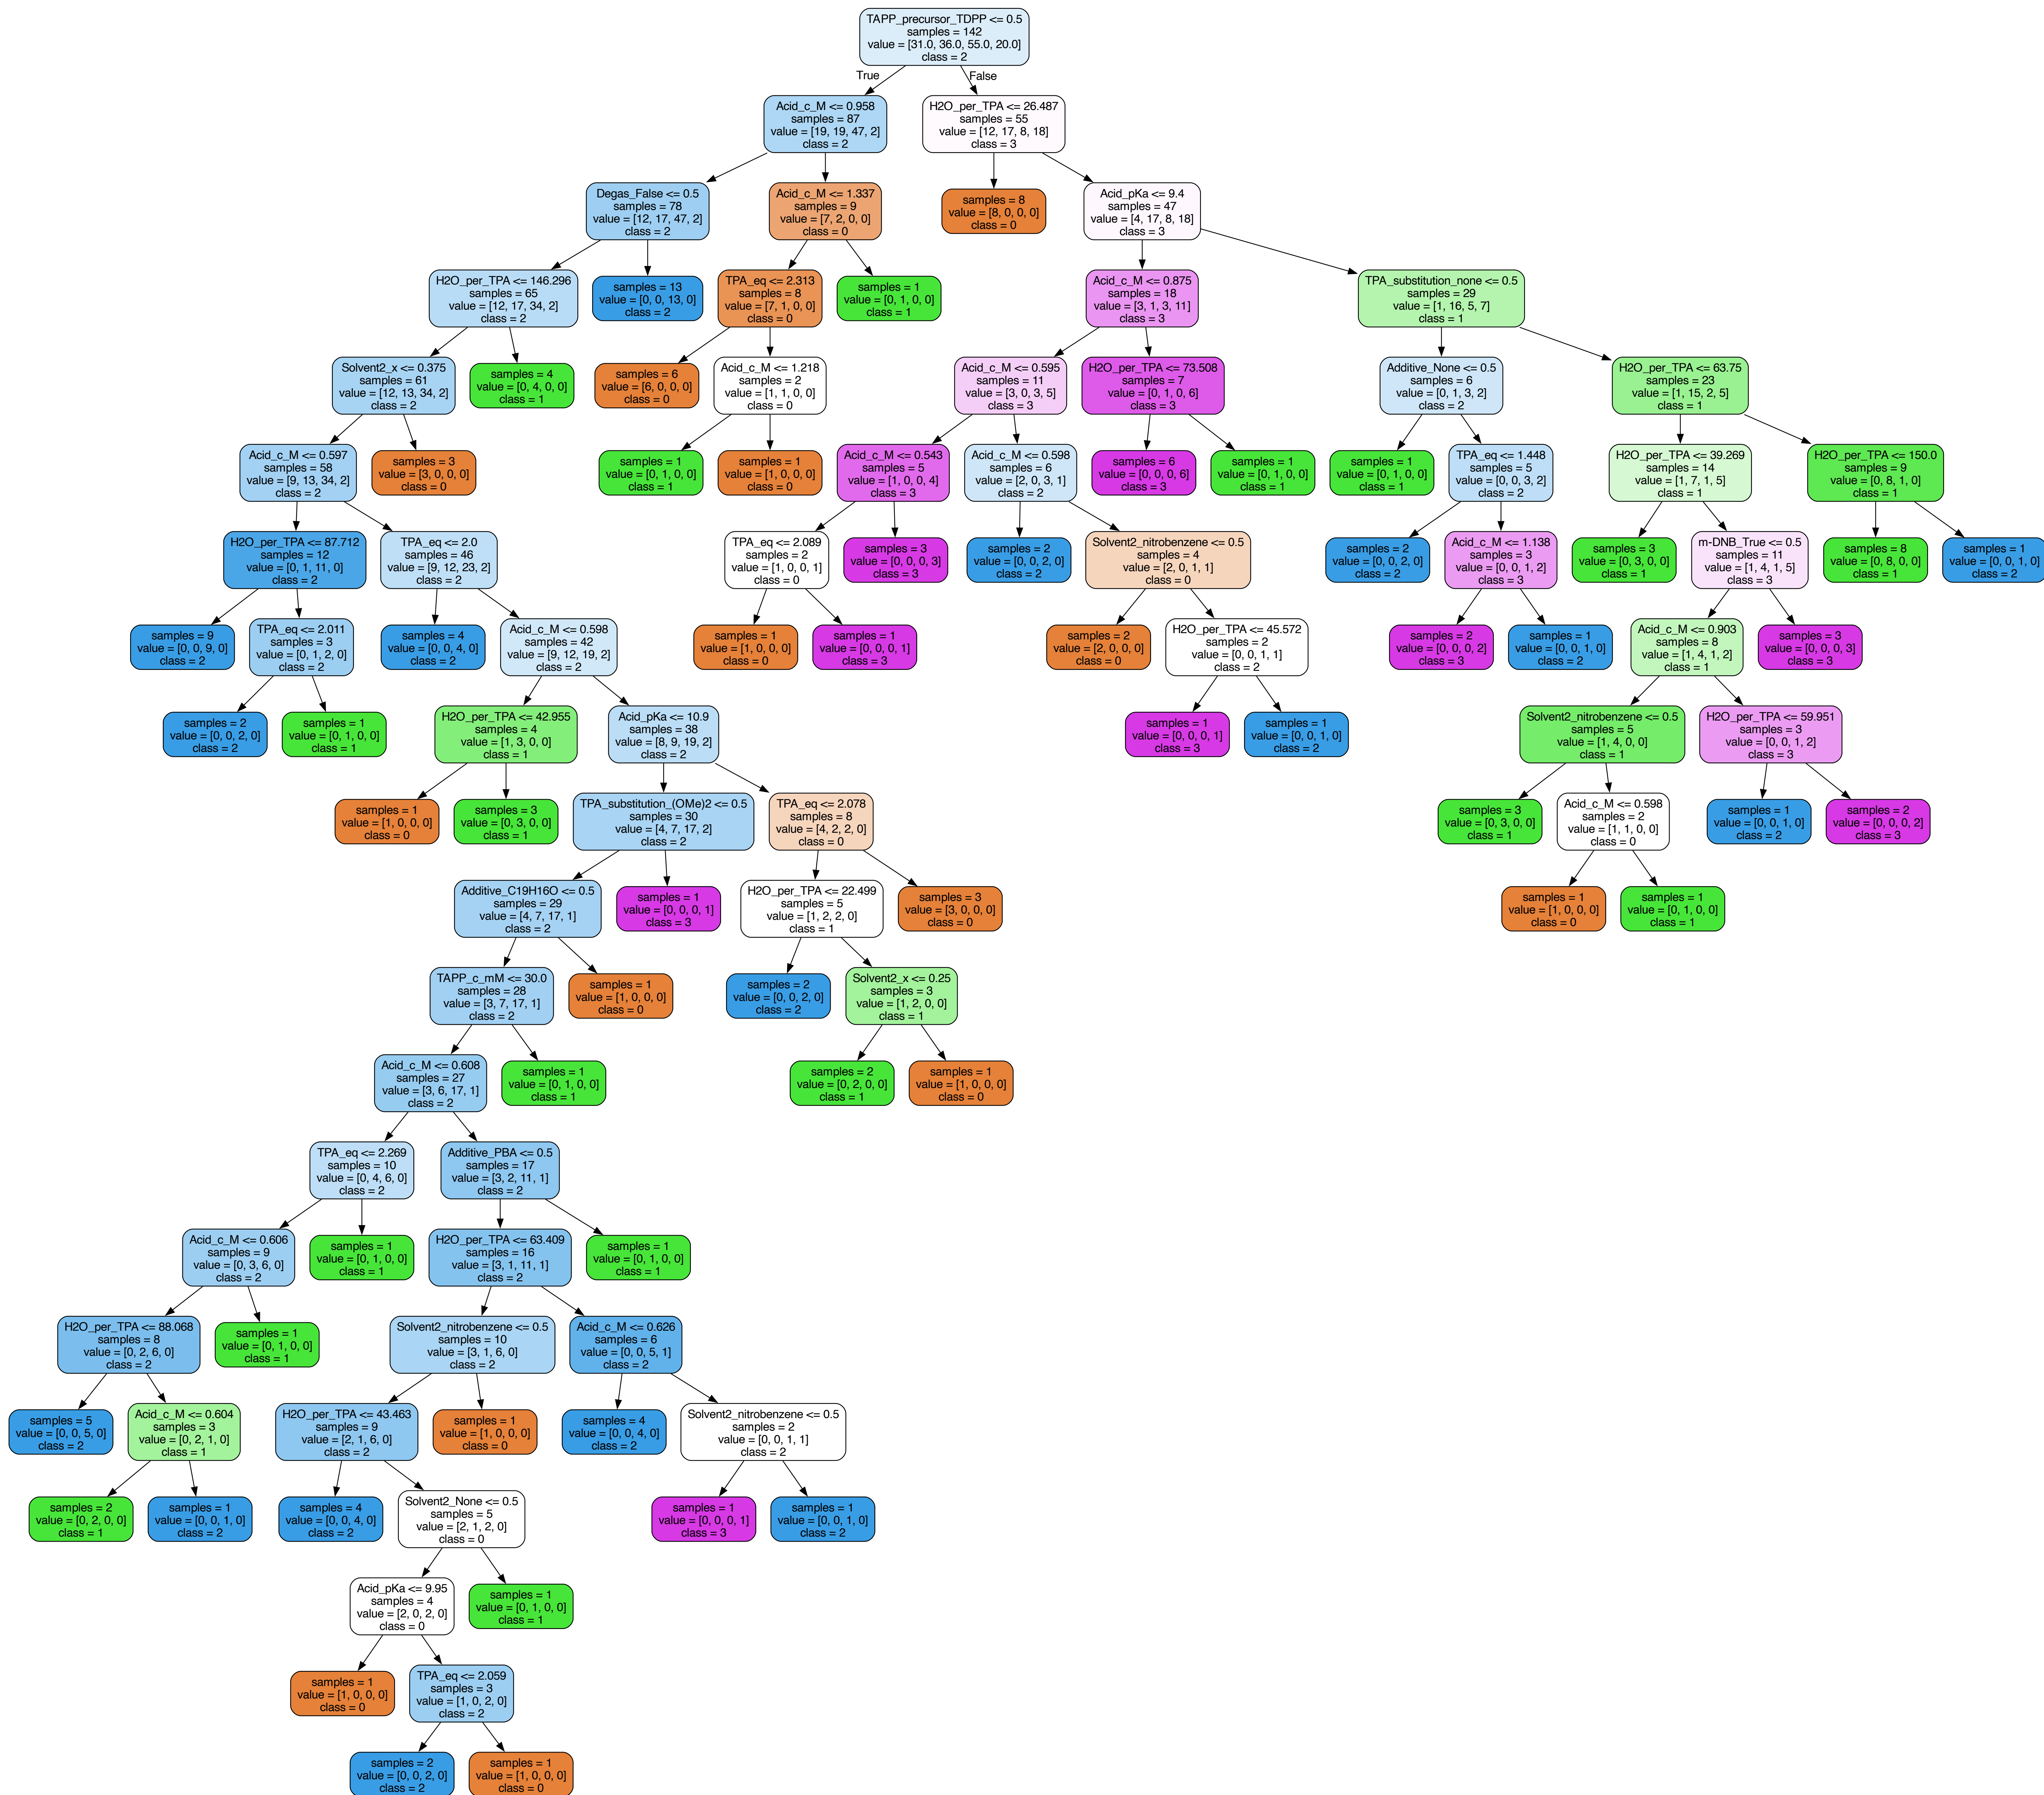 TAPP_precursor_TDPP <= 0.5
samples = 142
value = [31.0, 36.0, 55.0, 20.0]
class = 2
True
False
Acid_c_M <= 0.958
samples = 87
value = [19, 19, 47, 2]
class = 2
H2O_per_TPA <= 26.487
samples = 55
value = [12, 17, 8, 18]
class = 3
Degas_False <= 0.5
samples = 78
value = [12, 17, 47, 2]
class = 2
Acid_c_M <= 1.337
samples = 9
value = [7, 2, 0, 0]
class = 0
samples = 8
value = [8, 0, 0, 0]
class = 0
Acid_pKa <= 9.4
samples = 47
value = [4, 17, 8, 18]
class = 3
H2O_per_TPA <= 146.296
samples = 65
value = [12, 17, 34, 2]
class = 2
samples = 13
value = [0, 0, 13, 0]
class = 2
TPA_eq <= 2.313
samples = 8
value = [7, 1, 0, 0]
class = 0
samples = 1
value = [0, 1, 0, 0]
class = 1
Acid_c_M <= 0.875
samples = 18
value = [3, 1, 3, 11]
class = 3
TPA_substitution_none <= 0.5
samples = 29
value = [1, 16, 5, 7]
class = 1
Solvent2_x <= 0.375
samples = 61
value = [12, 13, 34, 2]
class = 2
samples = 4
value = [0, 4, 0, 0]
class = 1
samples = 6
value = [6, 0, 0, 0]
class = 0
Acid_c_M <= 1.218
samples = 2
value = [1, 1, 0, 0]
class = 0
Acid_c_M <= 0.595
samples = 11
value = [3, 0, 3, 5]
class = 3
H2O_per_TPA <= 73.508
samples = 7
value = [0, 1, 0, 6]
class = 3
Additive_None <= 0.5
samples = 6
value = [0, 1, 3, 2]
class = 2
H2O_per_TPA <= 63.75
samples = 23
value = [1, 15, 2, 5]
class = 1
Acid_c_M <= 0.597
samples = 58
value = [9, 13, 34, 2]
class = 2
samples = 3
value = [3, 0, 0, 0]
class = 0
samples = 1
value = [0, 1, 0, 0]
class = 1
samples = 1
value = [1, 0, 0, 0]
class = 0
Acid_c_M <= 0.543
samples = 5
value = [1, 0, 0, 4]
class = 3
Acid_c_M <= 0.598
samples = 6
value = [2, 0, 3, 1]
class = 2
samples = 6
value = [0, 0, 0, 6]
class = 3
samples = 1
value = [0, 1, 0, 0]
class = 1
samples = 1
value = [0, 1, 0, 0]
class = 1
TPA_eq <= 1.448
samples = 5
value = [0, 0, 3, 2]
class = 2
H2O_per_TPA <= 39.269
samples = 14
value = [1, 7, 1, 5]
class = 1
H2O_per_TPA <= 150.0
samples = 9
value = [0, 8, 1, 0]
class = 1
H2O_per_TPA <= 87.712
samples = 12
value = [0, 1, 11, 0]
class = 2
TPA_eq <= 2.0
samples = 46
value = [9, 12, 23, 2]
class = 2
TPA_eq <= 2.089
samples = 2
value = [1, 0, 0, 1]
class = 0
samples = 3
value = [0, 0, 0, 3]
class = 3
samples = 2
value = [0, 0, 2, 0]
class = 2
Solvent2_nitrobenzene <= 0.5
samples = 4
value = [2, 0, 1, 1]
class = 0
samples = 2
value = [0, 0, 2, 0]
class = 2
Acid_c_M <= 1.138
samples = 3
value = [0, 0, 1, 2]
class = 3
samples = 3
value = [0, 3, 0, 0]
class = 1
m-DNB_True <= 0.5
samples = 11
value = [1, 4, 1, 5]
class = 3
samples = 8
value = [0, 8, 0, 0]
class = 1
samples = 1
value = [0, 0, 1, 0]
class = 2
samples = 9
value = [0, 0, 9, 0]
class = 2
TPA_eq <= 2.011
samples = 3
value = [0, 1, 2, 0]
class = 2
samples = 4
value = [0, 0, 4, 0]
class = 2
Acid_c_M <= 0.598
samples = 42
value = [9, 12, 19, 2]
class = 2
samples = 1
value = [1, 0, 0, 0]
class = 0
samples = 1
value = [0, 0, 0, 1]
class = 3
samples = 2
value = [2, 0, 0, 0]
class = 0
H2O_per_TPA <= 45.572
samples = 2
value = [0, 0, 1, 1]
class = 2
samples = 2
value = [0, 0, 0, 2]
class = 3
samples = 1
value = [0, 0, 1, 0]
class = 2
Acid_c_M <= 0.903
samples = 8
value = [1, 4, 1, 2]
class = 1
samples = 3
value = [0, 0, 0, 3]
class = 3
samples = 2
value = [0, 0, 2, 0]
class = 2
samples = 1
value = [0, 1, 0, 0]
class = 1
H2O_per_TPA <= 42.955
samples = 4
value = [1, 3, 0, 0]
class = 1
Acid_pKa <= 10.9
samples = 38
value = [8, 9, 19, 2]
class = 2
samples = 1
value = [0, 0, 0, 1]
class = 3
samples = 1
value = [0, 0, 1, 0]
class = 2
Solvent2_nitrobenzene <= 0.5
samples = 5
value = [1, 4, 0, 0]
class = 1
H2O_per_TPA <= 59.951
samples = 3
value = [0, 0, 1, 2]
class = 3
samples = 1
value = [1, 0, 0, 0]
class = 0
samples = 3
value = [0, 3, 0, 0]
class = 1
TPA_substitution_(OMe)2 <= 0.5
samples = 30
value = [4, 7, 17, 2]
class = 2
TPA_eq <= 2.078
samples = 8
value = [4, 2, 2, 0]
class = 0
samples = 3
value = [0, 3, 0, 0]
class = 1
Acid_c_M <= 0.598
samples = 2
value = [1, 1, 0, 0]
class = 0
samples = 1
value = [0, 0, 1, 0]
class = 2
samples = 2
value = [0, 0, 0, 2]
class = 3
Additive_C19H16O <= 0.5
samples = 29
value = [4, 7, 17, 1]
class = 2
samples = 1
value = [0, 0, 0, 1]
class = 3
H2O_per_TPA <= 22.499
samples = 5
value = [1, 2, 2, 0]
class = 1
samples = 3
value = [3, 0, 0, 0]
class = 0
samples = 1
value = [1, 0, 0, 0]
class = 0
samples = 1
value = [0, 1, 0, 0]
class = 1
TAPP_c_mM <= 30.0
samples = 28
value = [3, 7, 17, 1]
class = 2
samples = 1
value = [1, 0, 0, 0]
class = 0
samples = 2
value = [0, 0, 2, 0]
class = 2
Solvent2_x <= 0.25
samples = 3
value = [1, 2, 0, 0]
class = 1
Acid_c_M <= 0.608
samples = 27
value = [3, 6, 17, 1]
class = 2
samples = 1
value = [0, 1, 0, 0]
class = 1
samples = 2
value = [0, 2, 0, 0]
class = 1
samples = 1
value = [1, 0, 0, 0]
class = 0
TPA_eq <= 2.269
samples = 10
value = [0, 4, 6, 0]
class = 2
Additive_PBA <= 0.5
samples = 17
value = [3, 2, 11, 1]
class = 2
Acid_c_M <= 0.606
samples = 9
value = [0, 3, 6, 0]
class = 2
samples = 1
value = [0, 1, 0, 0]
class = 1
H2O_per_TPA <= 63.409
samples = 16
value = [3, 1, 11, 1]
class = 2
samples = 1
value = [0, 1, 0, 0]
class = 1
H2O_per_TPA <= 88.068
samples = 8
value = [0, 2, 6, 0]
class = 2
samples = 1
value = [0, 1, 0, 0]
class = 1
Solvent2_nitrobenzene <= 0.5
samples = 10
value = [3, 1, 6, 0]
class = 2
Acid_c_M <= 0.626
samples = 6
value = [0, 0, 5, 1]
class = 2
samples = 5
value = [0, 0, 5, 0]
class = 2
Acid_c_M <= 0.604
samples = 3
value = [0, 2, 1, 0]
class = 1
H2O_per_TPA <= 43.463
samples = 9
value = [2, 1, 6, 0]
class = 2
samples = 1
value = [1, 0, 0, 0]
class = 0
samples = 4
value = [0, 0, 4, 0]
class = 2
Solvent2_nitrobenzene <= 0.5
samples = 2
value = [0, 0, 1, 1]
class = 2
samples = 2
value = [0, 2, 0, 0]
class = 1
samples = 1
value = [0, 0, 1, 0]
class = 2
samples = 4
value = [0, 0, 4, 0]
class = 2
Solvent2_None <= 0.5
samples = 5
value = [2, 1, 2, 0]
class = 0
samples = 1
value = [0, 0, 0, 1]
class = 3
samples = 1
value = [0, 0, 1, 0]
class = 2
Acid_pKa <= 9.95
samples = 4
value = [2, 0, 2, 0]
class = 0
samples = 1
value = [0, 1, 0, 0]
class = 1
samples = 1
value = [1, 0, 0, 0]
class = 0
TPA_eq <= 2.059
samples = 3
value = [1, 0, 2, 0]
class = 2
samples = 2
value = [0, 0, 2, 0]
class = 2
samples = 1
value = [1, 0, 0, 0]
class = 0